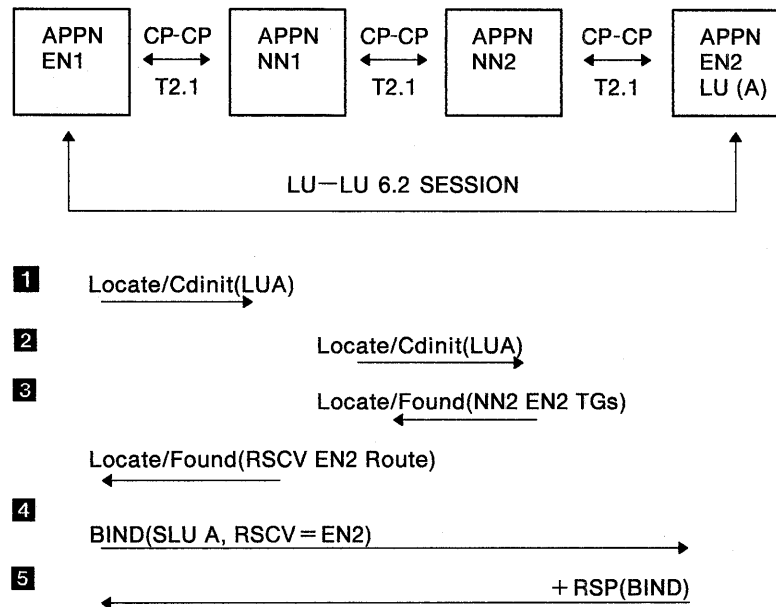 APPN EN1
CP-CP
T2.1
APPN NN1
CP-CP
T2.1
APPN NN2
CP-CP
T2.1
APPN EN2 LU (A)
LU—LU 6.2 SESSION
1
Locate/Cdinit(LUA)
2
Locate/Cdinit(LUA)
3
Locate/Found(NN2 EN2 TGs)
Locate/Found(RSCV EN2 Route)
4
BIND(SLU A, RSCV=EN2)
5
+RSP(BIND)